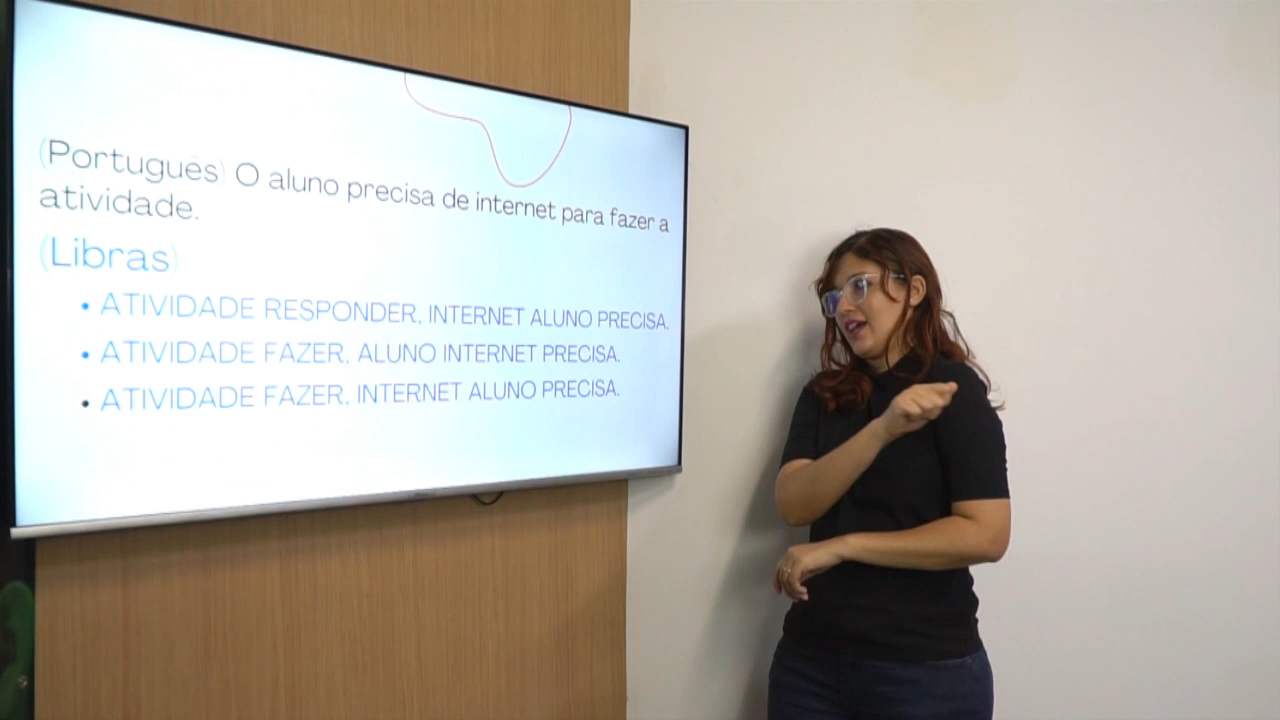 (Português) O aluno precisa de internet para fazer a
atividade.
(Libras)
• ATIVIDADE RESPONDER, INTERNET ALUNO PRECISA.
• ATIVIDADE FAZER, ALUNO INTERNET PRECISA.
• ATIVIDADE FAZER, INTERNET ALUNO PRECISA.